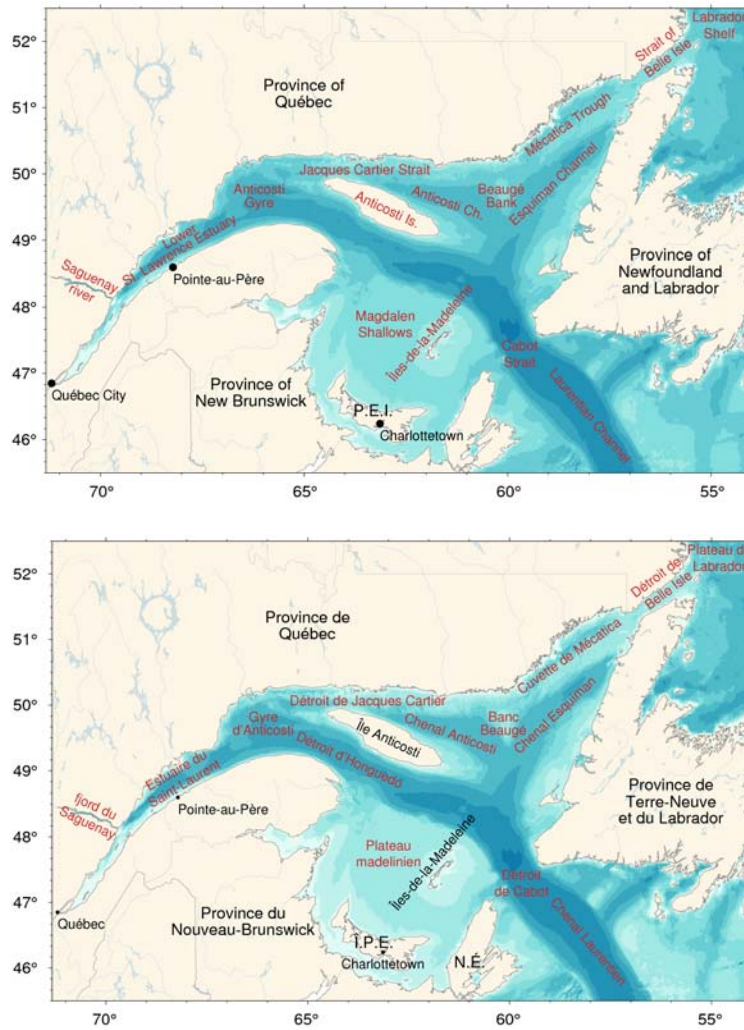 52°
51°
50°
49°
48°
47°
46°
Labrador
Shelf
Strait of
Belle Isle
Province of
Québec
Mécatica Trough
Jacques Cartier Strait
Anticosti
Gyre
Anticosti Ch.
Beaugé
Bank
Esquiman Channel
Anticosti Is.
Lower
St. Lawrence Estuary
Saguenay
river
Pointe-au-Père
Province of
Newfoundland
and Labrador
Magdalen
Shallows
Îles-de-la-Madeleine
Cabot
Strait
Québec City
Province of
New Brunswick
P.E.I.
Charlottetown
Laurentian Channel
70°
65°
60°
55°
52°
51°
50°
49°
48°
47°
46°
Plateau du
Labrador
Détroit de
Belle Isle
Province de
Québec
Cuvette de Mécatica
Détroit de Jacques Cartier
Gyre
d'Anticosti
Île Anticosti
Chenal Anticosti
Banc
Beaugé
Chenal Esquiman
Détroit d'Honguedo
Estuaire du
Saint-Laurent
fjord du
Saguenay
Pointe-au-Père
Province de
Terre-Neuve
et du Labrador
Plateau
madelinien
Îles-de-la-Madeleine
Détroit
de Cabot
Québec
Province du
Nouveau-Brunswick
Î.P.E.
Charlottetown
N.É.
Chenal Laurentien
70°
65°
60°
55°